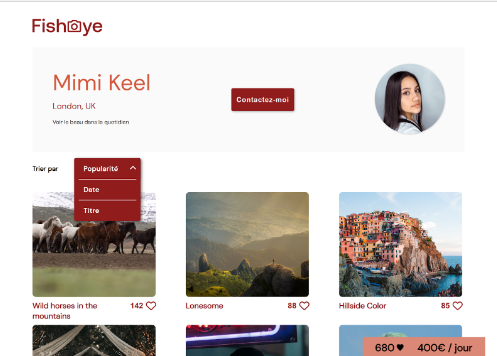 Fisheye
Mimi Keel
London, UK
Voir le beau dans le quotidien
Contactez-moi
Trier par
Popularité
Date
Titre
Wild horses in the
mountains
142
Lonesome
88
Hillside Color
85
680
400€ / jour